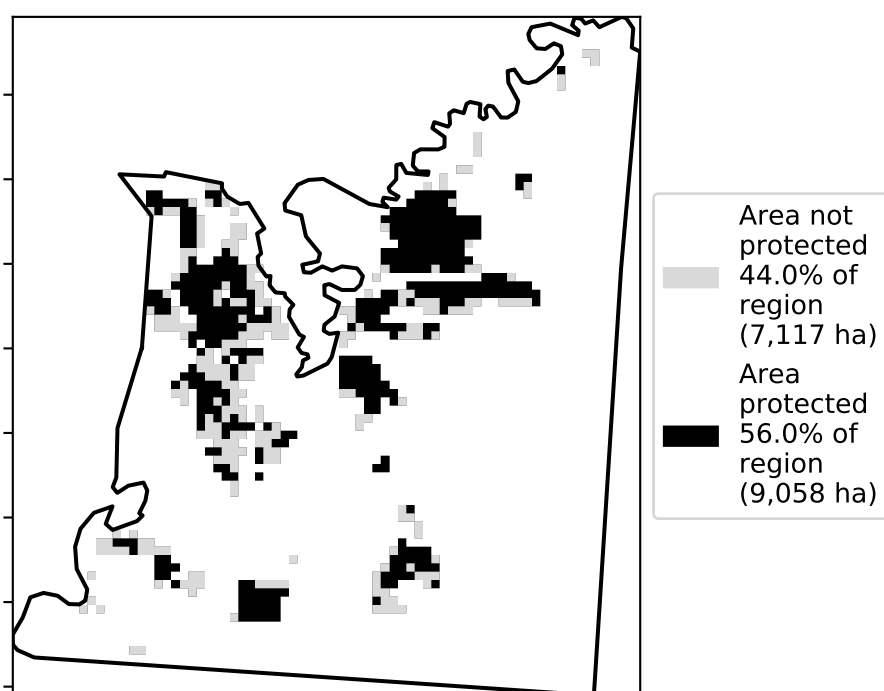 Area not
protected
44.0% of
region
(7,117 ha)
Area
protected
56.0% of
region
(9,058 ha)